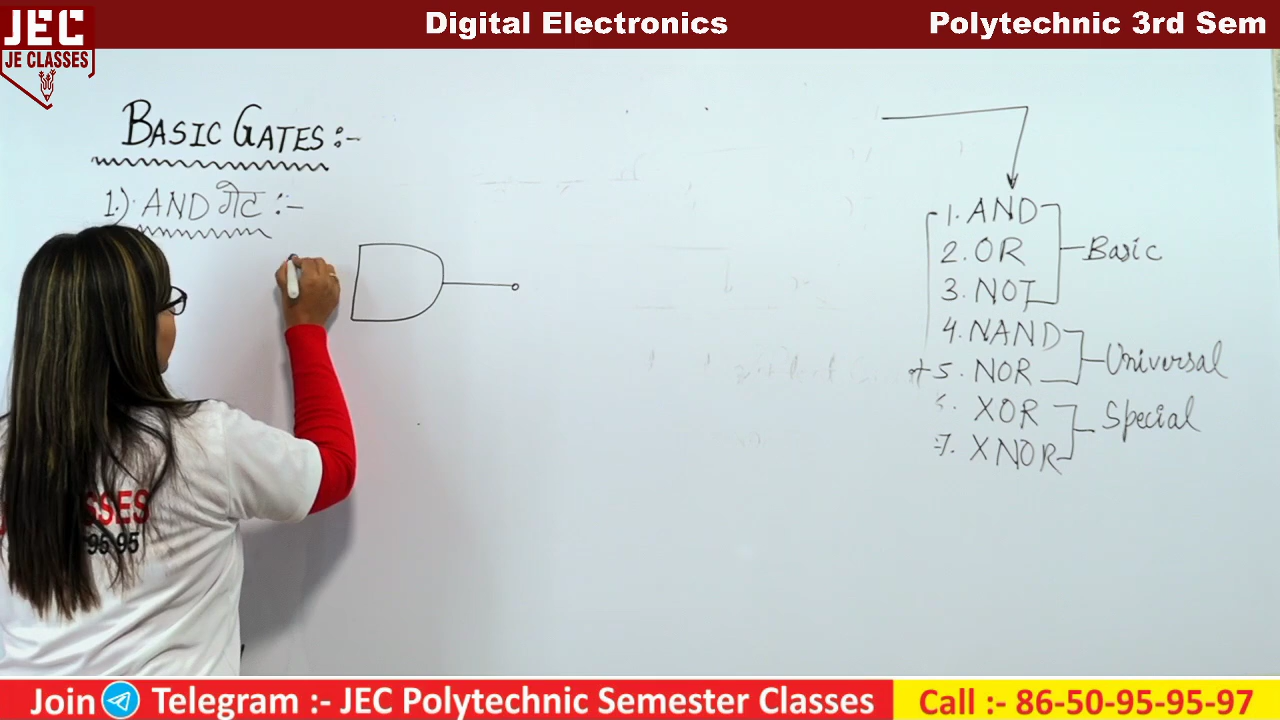 JEC
JE CLASSES
Digital Electronics
Polytechnic 3rd Sem
BASIC GATES :-
1.) AND गेट :-
1. AND
2. OR
3. NOT
Basic
4. NAND
5. NOR
Universal
XOR
7. XNOR
Special
95 95
Join Telegram :- JEC Polytechnic Semester Classes
Call :- 86-50-95-95-97